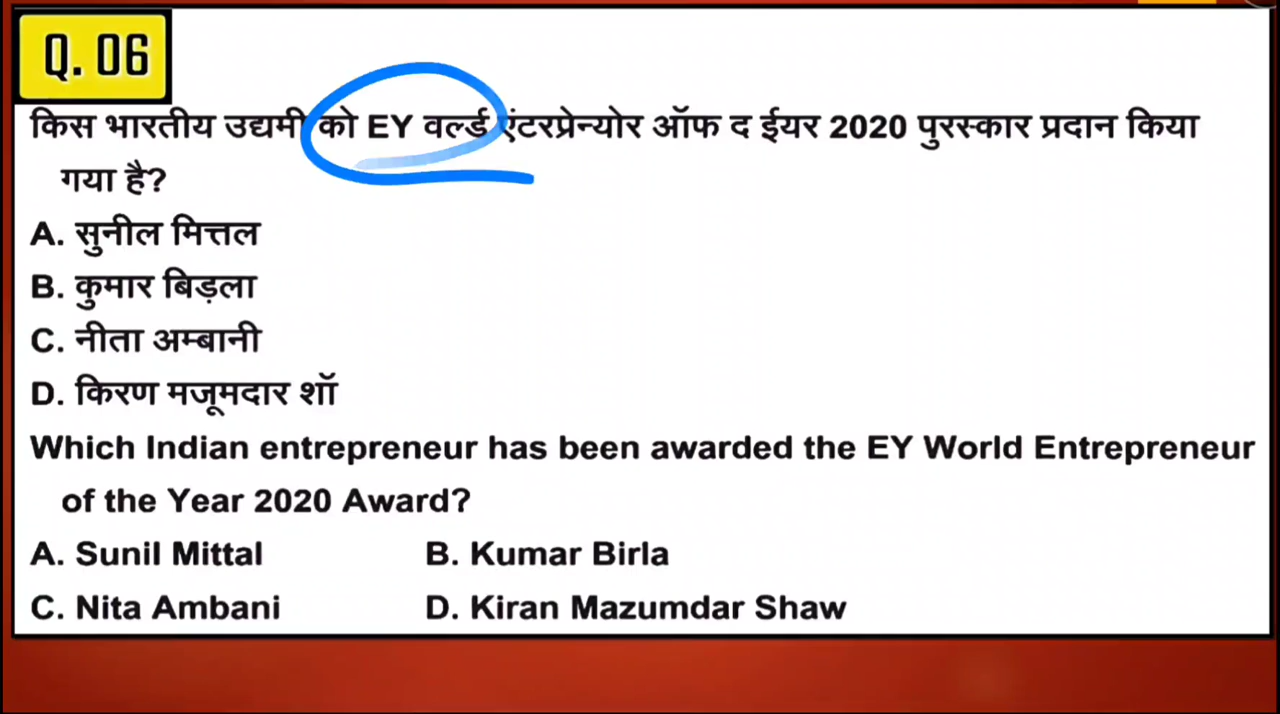 Q. 06
किस भारतीय उद्यमी को EY वर्ल्ड एंटरप्रेन्योर ऑफ द ईयर 2020 पुरस्कार प्रदान किया
गया है?
A. सुनील मित्तल
B. कुमार बिड़ला
C. नीता अम्बानी
D. किरण मजूमदार शॉ
Which Indian entrepreneur has been awarded the EY World Entrepreneur
of the Year 2020 Award?
A. Sunil Mittal B. Kumar Birla
C. Nita Ambani D. Kiran Mazumdar Shaw